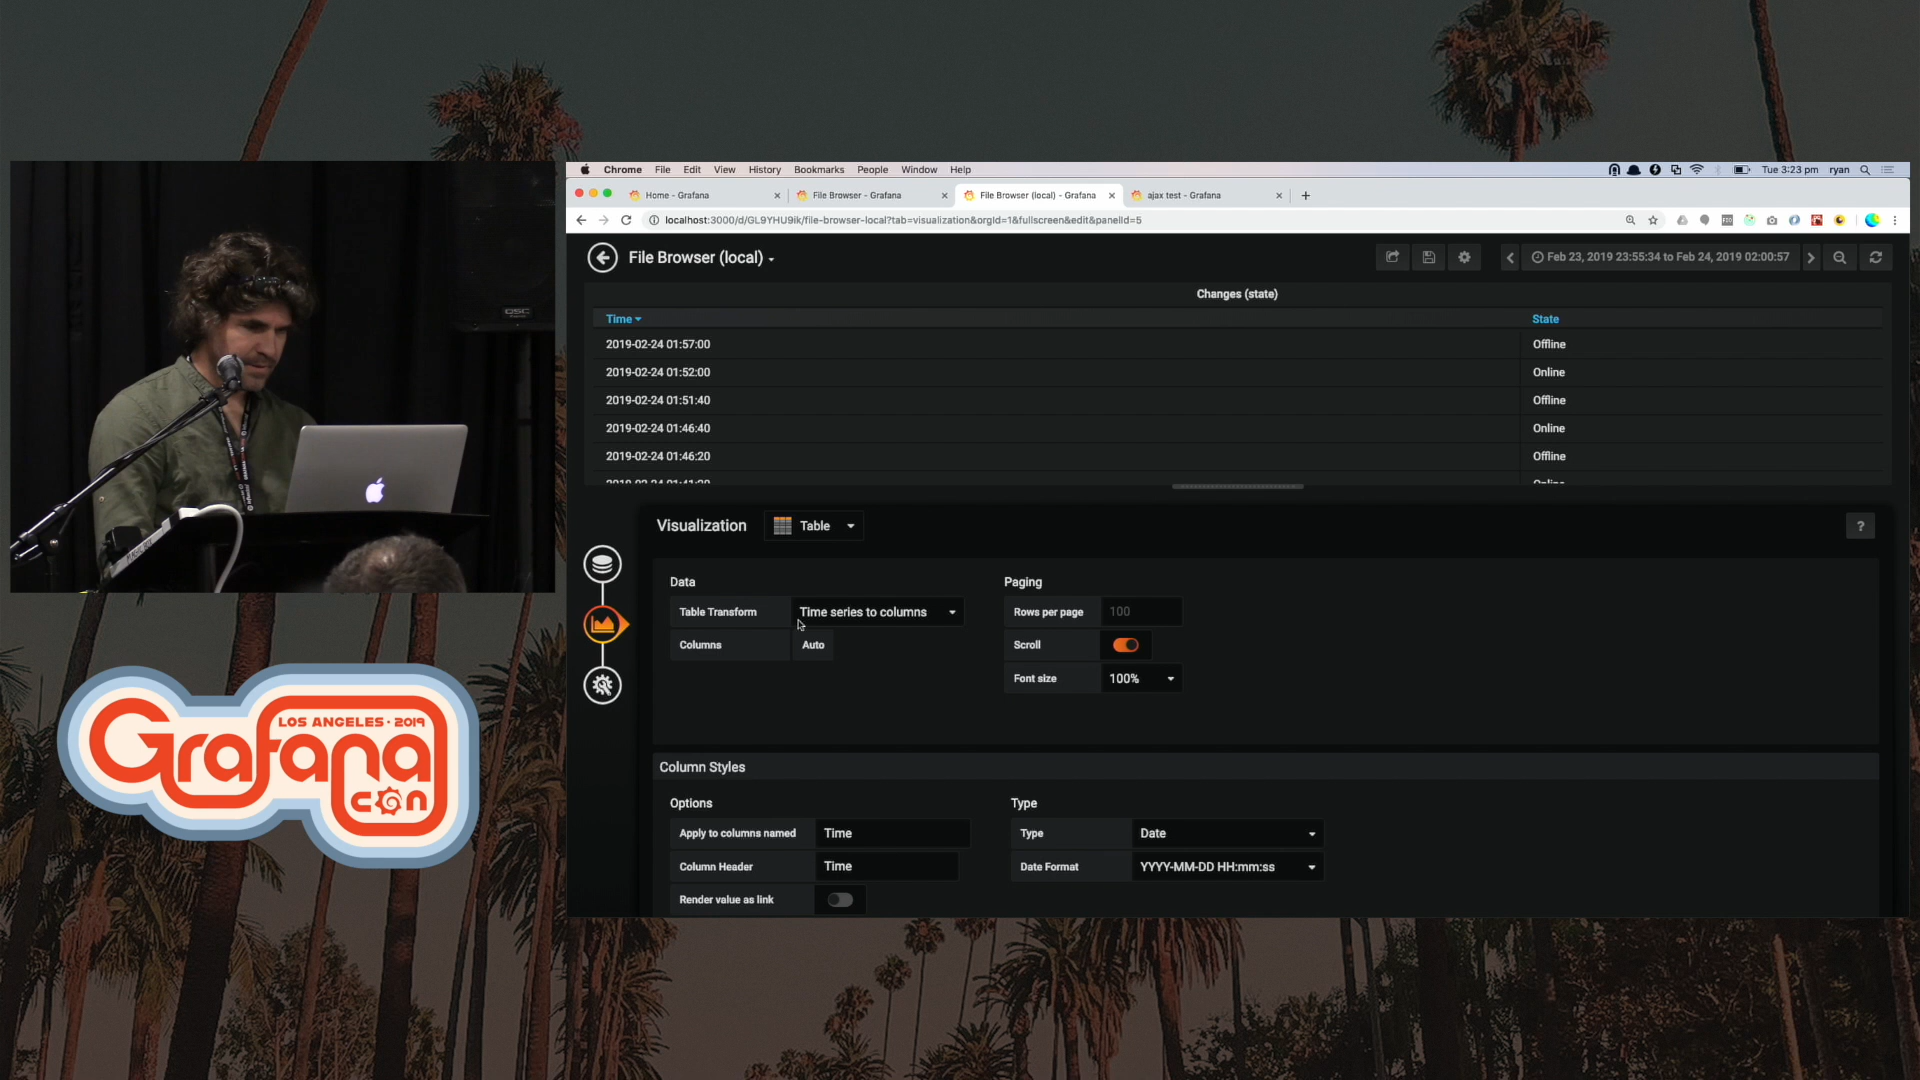 Chrome File Edit View History Bookmarks People Window Help
Tue 3:23 pm ryan
Home - Grafana
File Browser - Grafana
File Browser (local) - Grafana
ajax test - Grafana
localhost:3000/d/GL9YHU9ik/file-browser-local?tab=visualization&orgId=1&fullscreen&edit&panelId=5
File Browser (local)
Feb 23, 2019 23:55:34 to Feb 24, 2019 02:00:57
Changes (state)
Time State
2019-02-24 01:57:00 Offline
2019-02-24 01:52:00 Online
2019-02-24 01:51:40 Offline
2019-02-24 01:46:40 Online
2019-02-24 01:46:20 Offline
Visualization Table ?
Data
Table Transform Time series to columns
Columns Auto
Paging
Rows per page 100
Scroll
Font size 100%
Column Styles
Options
Apply to columns named Time
Column Header Time
Render value as link
Type
Type Date
Date Format YYYY-MM-DD HH:mm:ss
QSC
LOS ANGELES · 2019
Grafana
con